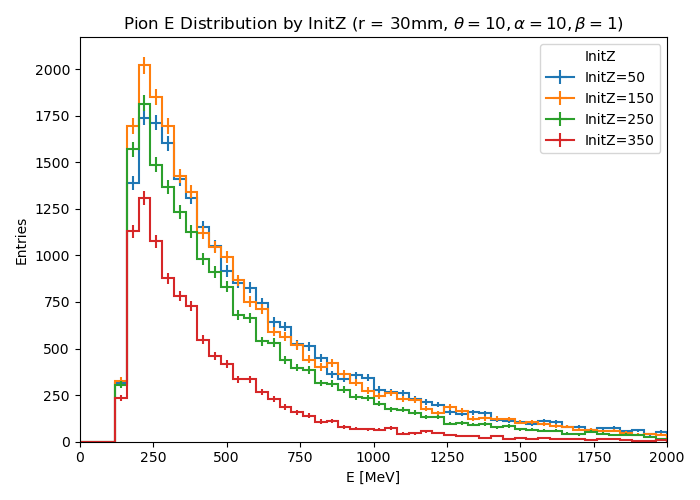 Pion E Distribution by InitZ (r = 30mm, θ = 10, α = 10, β = 1)
InitZ
InitZ=50
InitZ=150
InitZ=250
InitZ=350
Entries
2000
1750
1500
1250
1000
750
500
250
0
0 250 500 750 1000 1250 1500 1750 2000
E [MeV]